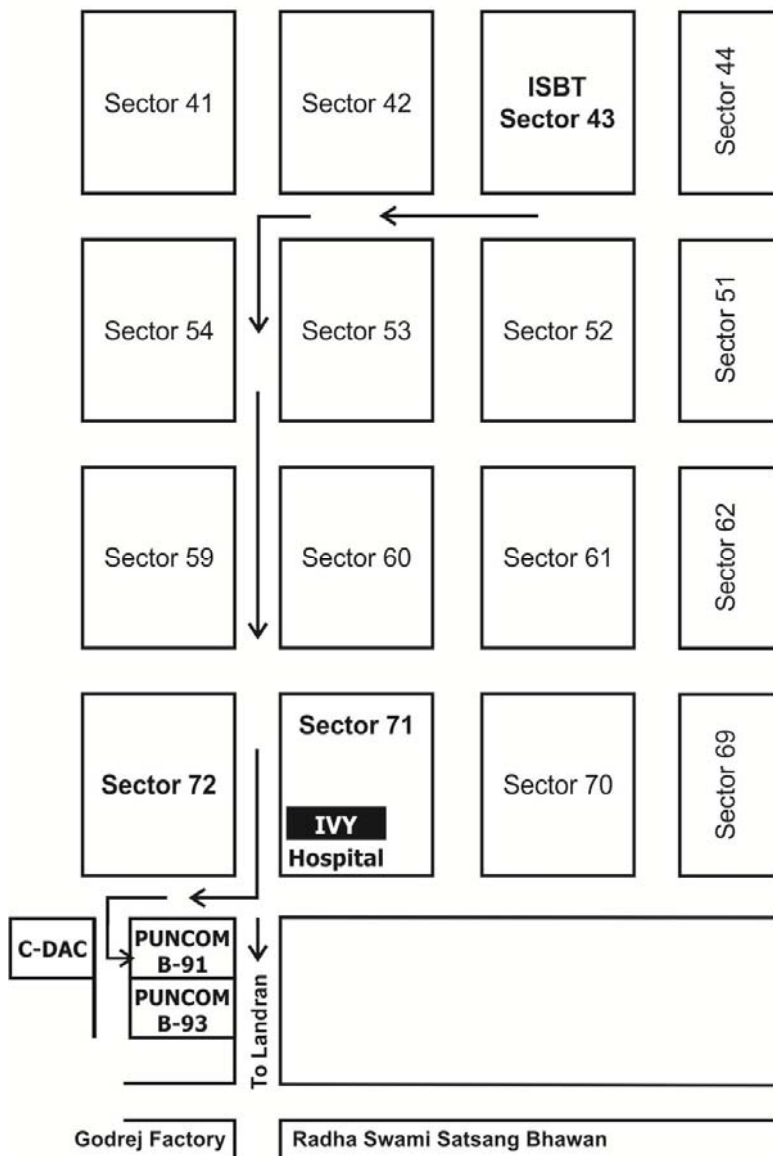 Sector 41
Sector 42
ISBT
Sector 43
Sector 44
Sector 54
Sector 53
Sector 52
Sector 51
Sector 59
Sector 60
Sector 61
Sector 62
Sector 72
Sector 71
IVY
Hospital
Sector 70
Sector 69
C-DAC
PUNCOM
B-91
PUNCOM
B-93
To Landran
Godrej Factory
Radha Swami Satsang Bhawan